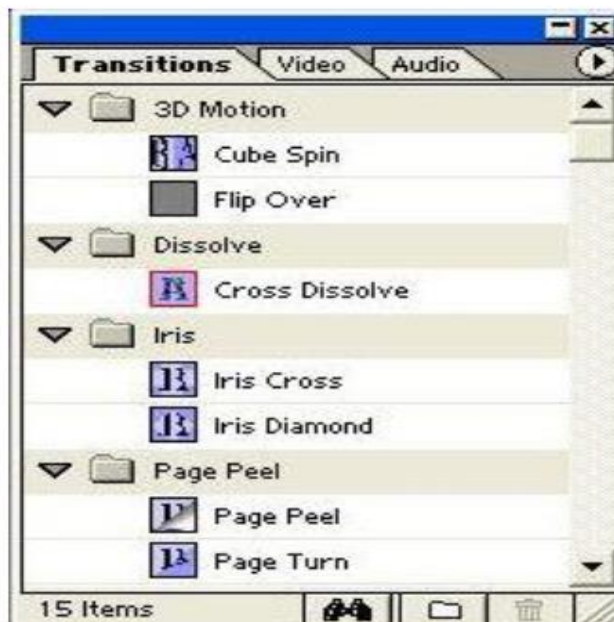 Transitions Video Audio
3D Motion
Cube Spin
Flip Over
Dissolve
Cross Dissolve
Iris
Iris Cross
Iris Diamond
Page Peel
Page Peel
Page Turn
15 Items